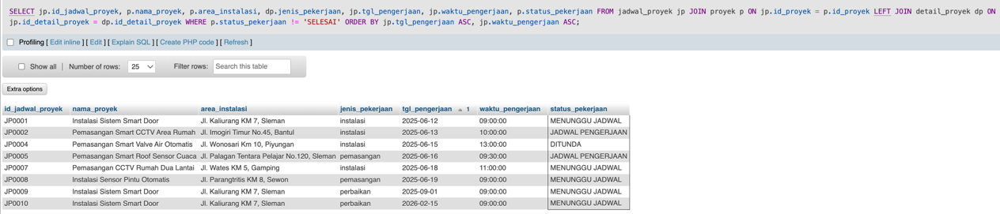 SELECT jp.id_jadwal_proyek, p.nama_proyek, p.area_instalasi, dp.jenis_pekerjaan, jp.tgl_pengerjaan, jp.waktu_pengerjaan, p.status_pekerjaan FROM jadwal_proyek jp JOIN proyek p ON jp.id_proyek = p.id_proyek LEFT JOIN detail_proyek dp ON
jp.id_detail_proyek = dp.id_detail_proyek WHERE p.status_pekerjaan != 'SELESAI' ORDER BY jp.tgl_pengerjaan ASC, jp.waktu_pengerjaan ASC;
Profiling [ Edit inline ] [ Edit ] [ Explain SQL ] [ Create PHP code ] [ Refresh ]
Show all | Number of rows: 25 Filter rows: Search this table
Extra options
id_jadwal_proyek nama_proyek area_instalasi jenis_pekerjaan tgl_pengerjaan 1 waktu_pengerjaan status_pekerjaan
JP0001 Instalasi Sistem Smart Door Jl. Kaliurang KM 7, Sleman instalasi 2025-06-12 09:00:00 MENUNGGU JADWAL
JP0002 Pemasangan Smart CCTV Area Rumah Jl. Imogiri Timur No.45, Bantul instalasi 2025-06-13 10:00:00 JADWAL PENGERJAAN
JP0004 Pemasangan Smart Valve Air Otomatis Jl. Wonosari Km 10, Piyungan instalasi 2025-06-15 13:00:00 DITUNDA
JP0005 Pemasangan Smart Roof Sensor Cuaca Jl. Palagan Tentara Pelajar No.120, Sleman pemasangan 2025-06-16 09:30:00 JADWAL PENGERJAAN
JP0007 Pemasangan CCTV Rumah Dua Lantai Jl. Wates KM 5, Gamping instalasi 2025-06-18 11:00:00 MENUNGGU JADWAL
JP0008 Instalasi Sensor Pintu Otomatis Jl. Parangtritis KM 8, Sewon pemasangan 2025-06-19 09:00:00 MENUNGGU JADWAL
JP0009 Instalasi Sistem Smart Door Jl. Kaliurang KM 7, Sleman perbaikan 2025-09-01 09:00:00 MENUNGGU JADWAL
JP0010 Instalasi Sistem Smart Door Jl. Kaliurang KM 7, Sleman perbaikan 2026-02-15 09:00:00 MENUNGGU JADWAL